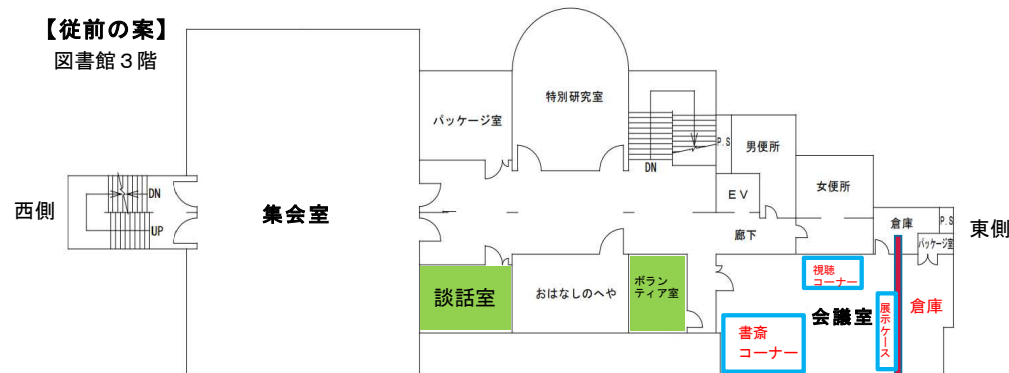 【従前の案】
図書館３階
特別研究室
パッケージ室
P.S
男便所
DN
EV
女便所
西側
DN
UP
集会室
廊下
倉庫
P.S
東側
パッケージ室
談話室
おはなしのへや
ボラン
ティア室
視聴
コーナー
会議室
展示ケース
倉庫
書斎
コーナー